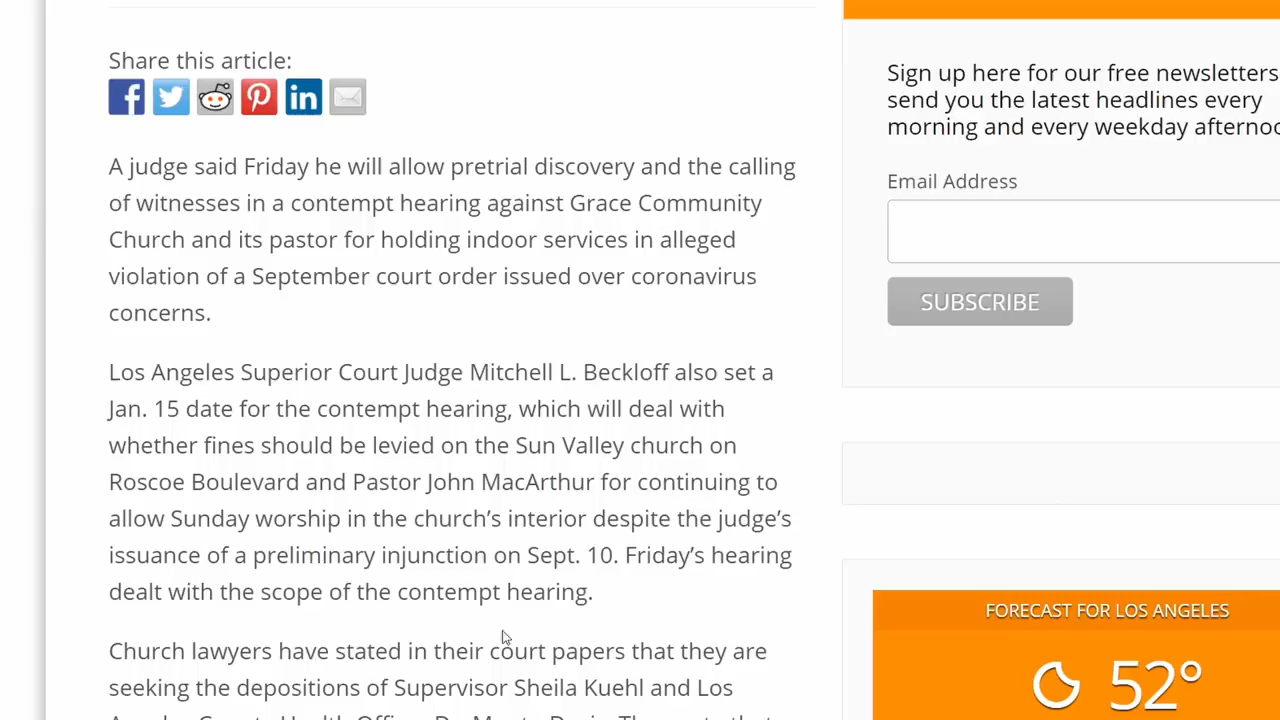 Share this article:
A judge said Friday he will allow pretrial discovery and the calling
of witnesses in a contempt hearing against Grace Community
Church and its pastor for holding indoor services in alleged
violation of a September court order issued over coronavirus
concerns.
Los Angeles Superior Court Judge Mitchell L. Beckloff also set a
Jan. 15 date for the contempt hearing, which will deal with
whether fines should be levied on the Sun Valley church on
Roscoe Boulevard and Pastor John MacArthur for continuing to
allow Sunday worship in the church's interior despite the judge's
issuance of a preliminary injunction on Sept. 10. Friday's hearing
dealt with the scope of the contempt hearing.
Church lawyers have stated in their court papers that they are
seeking the depositions of Supervisor Sheila Kuehl and Los
Sign up here for our free newsletters
send you the latest headlines every
morning and every weekday
Email Address
SUBSCRIBE
FORECAST FOR LOS ANGELES
52°